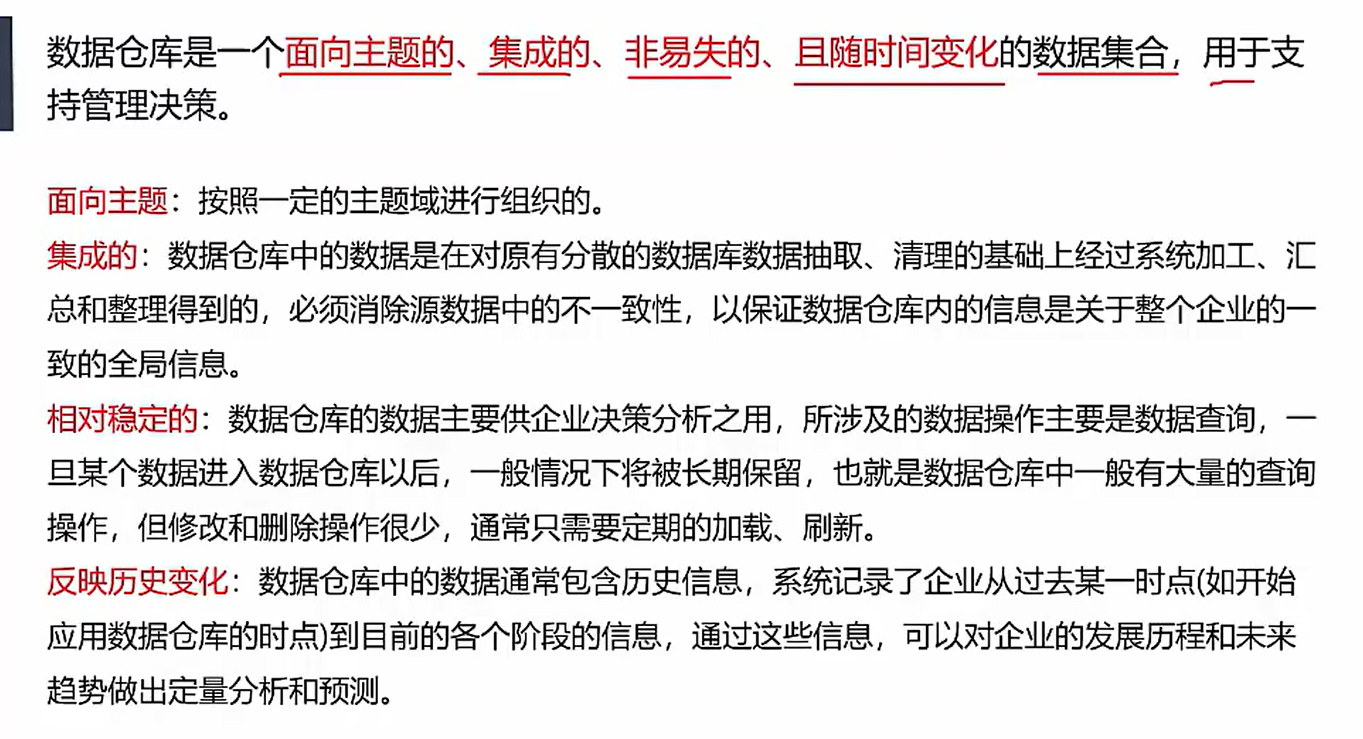 数据仓库是一个面向主题的、集成的、非易失的、且随时间变化的数据集合，用于支
持管理决策。
面向主题：按照一定的主题域进行组织的。
集成的：数据仓库中的数据是在对原有分散的数据库数据抽取、清理的基础上经过系统加工、汇
总和整理得到的，必须消除源数据中的不一致性，以保证数据仓库内的信息是关于整个企业的一
致的全局信息。
相对稳定的：数据仓库的数据主要供企业决策分析之用，所涉及的数据操作主要是数据查询，一
旦某个数据进入数据仓库以后，一般情况下将被长期保留，也就是数据仓库中一般有大量的查询
操作，但修改和删除操作很少，通常只需要定期的加载、刷新。
反映历史变化：数据仓库中的数据通常包含历史信息，系统记录了企业从过去某一时点(如开始
应用数据仓库的时点)到目前的各个阶段的信息，通过这些信息，可以对企业的发展历程和未来
趋势做出定量分析和预测。